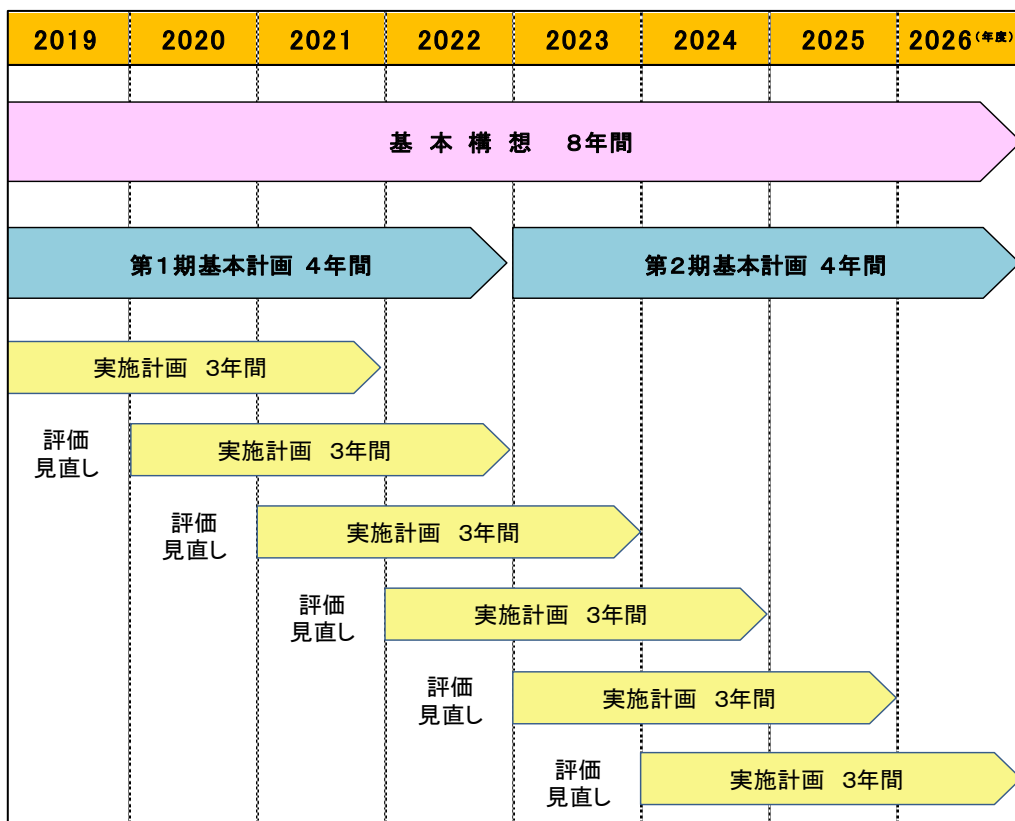 2019 2020 2021 2022 2023 2024 2025 2026(年度)
基本構想 8年間
第1期基本計画 4年間 第2期基本計画 4年間
実施計画 3年間
評価
見直し
実施計画 3年間
評価
見直し
実施計画 3年間
評価
見直し
実施計画 3年間
評価
見直し
実施計画 3年間
評価
見直し
実施計画 3年間